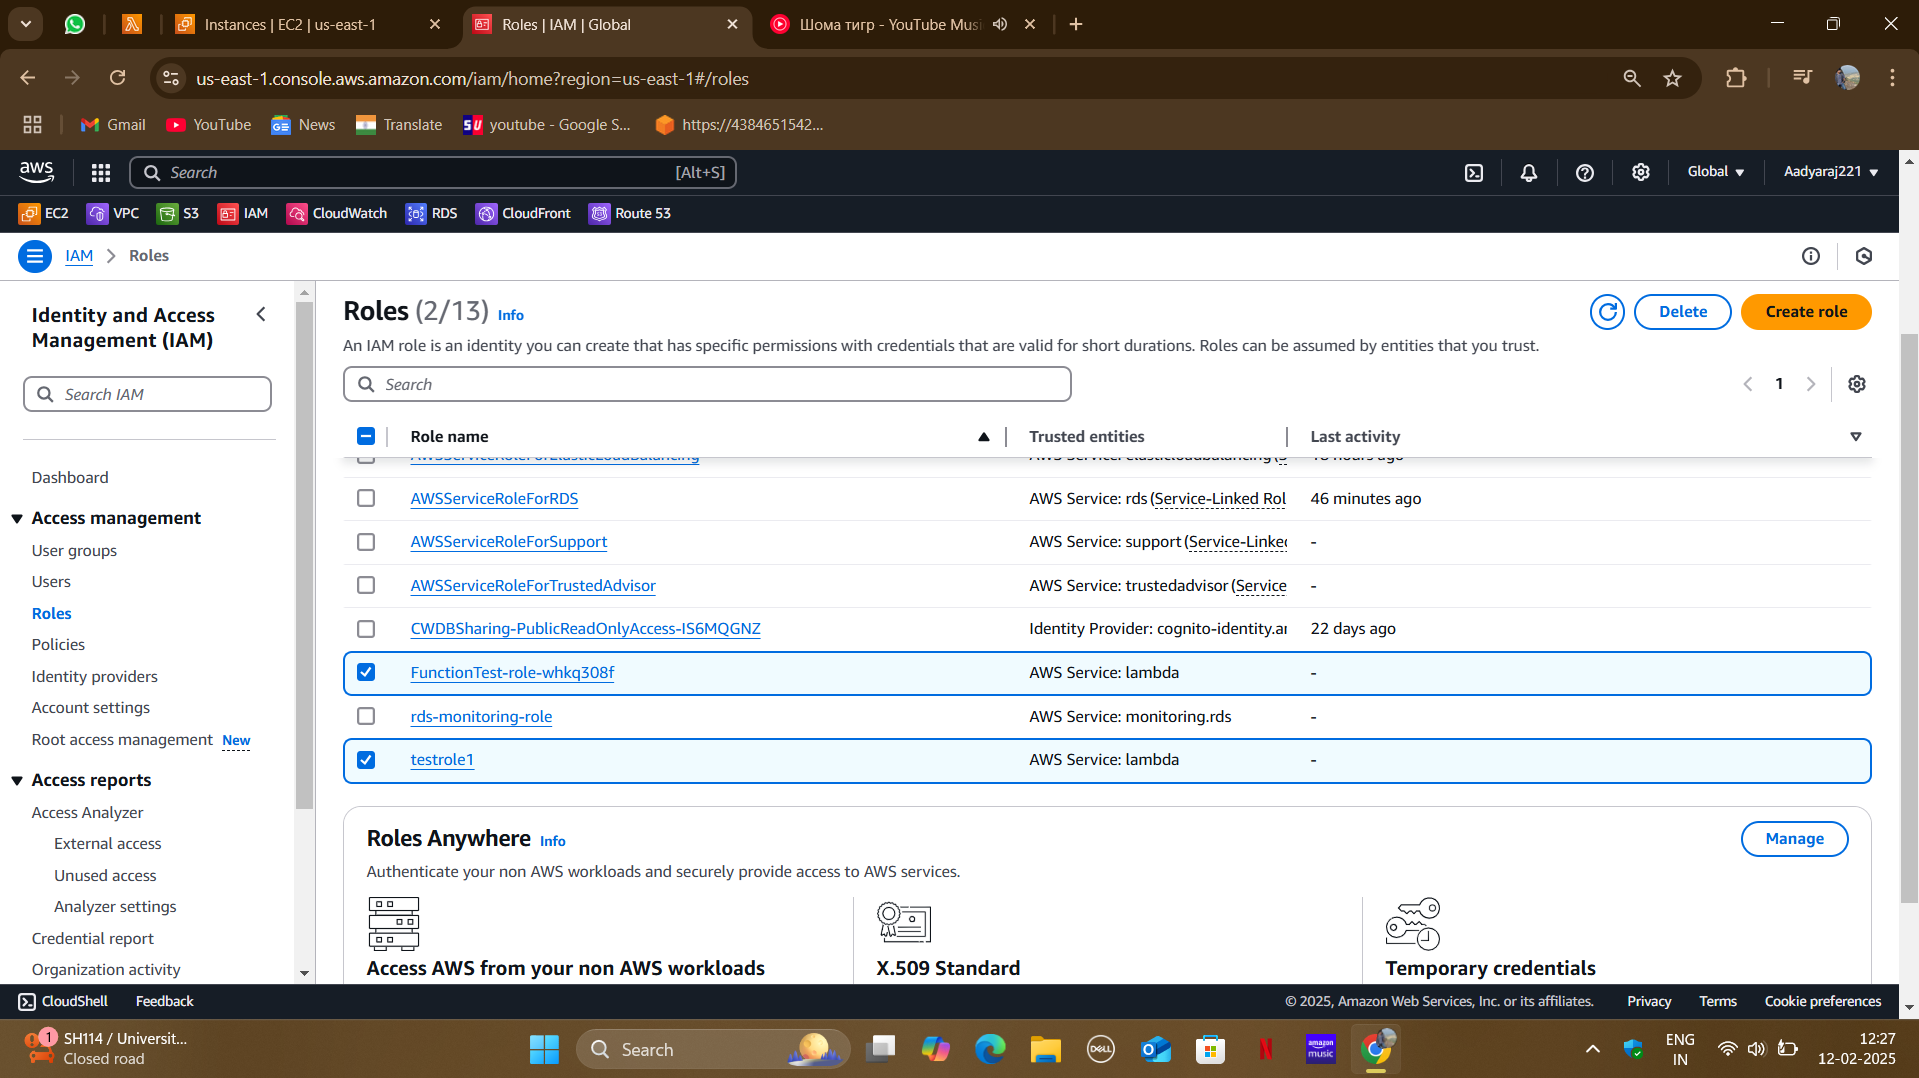 Instances | EC2 | us-east-1
Roles | IAM | Global
Шома тигр - YouTube Musi
us-east-1.console.aws.amazon.com/iam/home?region=us-east-1#/roles
Gmail
YouTube
News
Translate
youtube - Google S...
https://4384651542...
aws
Search
[Alt+S]
Global
Aadyaraj221
EC2
VPC
S3
IAM
CloudWatch
RDS
CloudFront
Route 53
IAM
Roles
Identity and Access
Management (IAM)
Search IAM
Dashboard
Access management
User groups
Users
Roles
Policies
Identity providers
Account settings
Root access management New
Access reports
Access Analyzer
External access
Unused access
Analyzer settings
Credential report
Organization activity
Roles (2/13) Info
Delete
Create role
An IAM role is an identity you can create that has specific permissions with credentials that are valid for short durations. Roles can be assumed by entities that you trust.
Search
1
Role name
Trusted entities
Last activity
AWSServiceRoleForElasticLoadBalancing
AWS Service: elasticloadbalancing (S
AWSServiceRoleForRDS
AWS Service: rds (Service-Linked Rol
46 minutes ago
AWSServiceRoleForSupport
AWS Service: support (Service-Linked
-
AWSServiceRoleForTrustedAdvisor
AWS Service: trustedadvisor (Service
-
CWDBSharing-PublicReadOnlyAccess-IS6MQGNZ
Identity Provider: cognito-identity.a
22 days ago
FunctionTest-role-whkq308f
AWS Service: lambda
-
rds-monitoring-role
AWS Service: monitoring.rds
-
testrole1
AWS Service: lambda
-
Roles Anywhere Info
Manage
Authenticate your non AWS workloads and securely provide access to AWS services.
Access AWS from your non AWS workloads
X.509 Standard
Temporary credentials
CloudShell
Feedback
© 2025, Amazon Web Services, Inc. or its affiliates.
Privacy
Terms
Cookie preferences
1
SH114 / Universit...
Closed road
Search
DELL
amazon
music
ENG
IN
12:27
12-02-2025